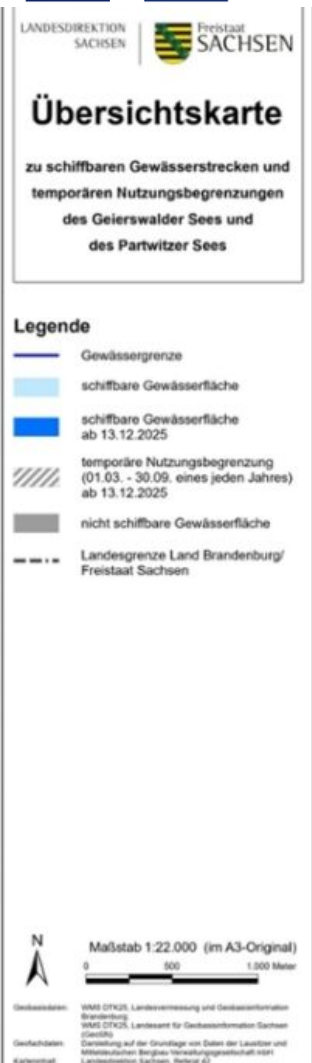 LANDESDIREKTION
SACHSEN
Freistaat
SACHSEN
Übersichtskarte
zu schiffbaren Gewässerstrecken und
temporären Nutzungsbegrenzungen
des Geierswalder Sees und
des Partwitzer Sees
Legende
Gewässergrenze
schiffbare Gewässerfläche
schiffbare Gewässerfläche
ab 13.12.2025
temporäre Nutzungsbegrenzung
(01.03. - 30.09. eines jeden Jahres)
ab 13.12.2025
nicht schiffbare Gewässerfläche
Landesgrenze Land Brandenburg/
Freistaat Sachsen
N
Maßstab 1:22.000 (im A3-Original)
0 500 1.000 Meter
Geobasisdaten: WMS DTK25, Landesvermessung und Geobasisinformation
Brandenburg;
WMS DTK25, Landesamt für Geobasisinformation Sachsen
(GeoSN)
Geofachdaten: Darstellung auf der Grundlage von Daten der Lausitzer und
Mitteldeutschen Bergbau-Verwaltungsgesellschaft mbH
Karteninhalt: Landesdirektion Sachsen, Referat 42